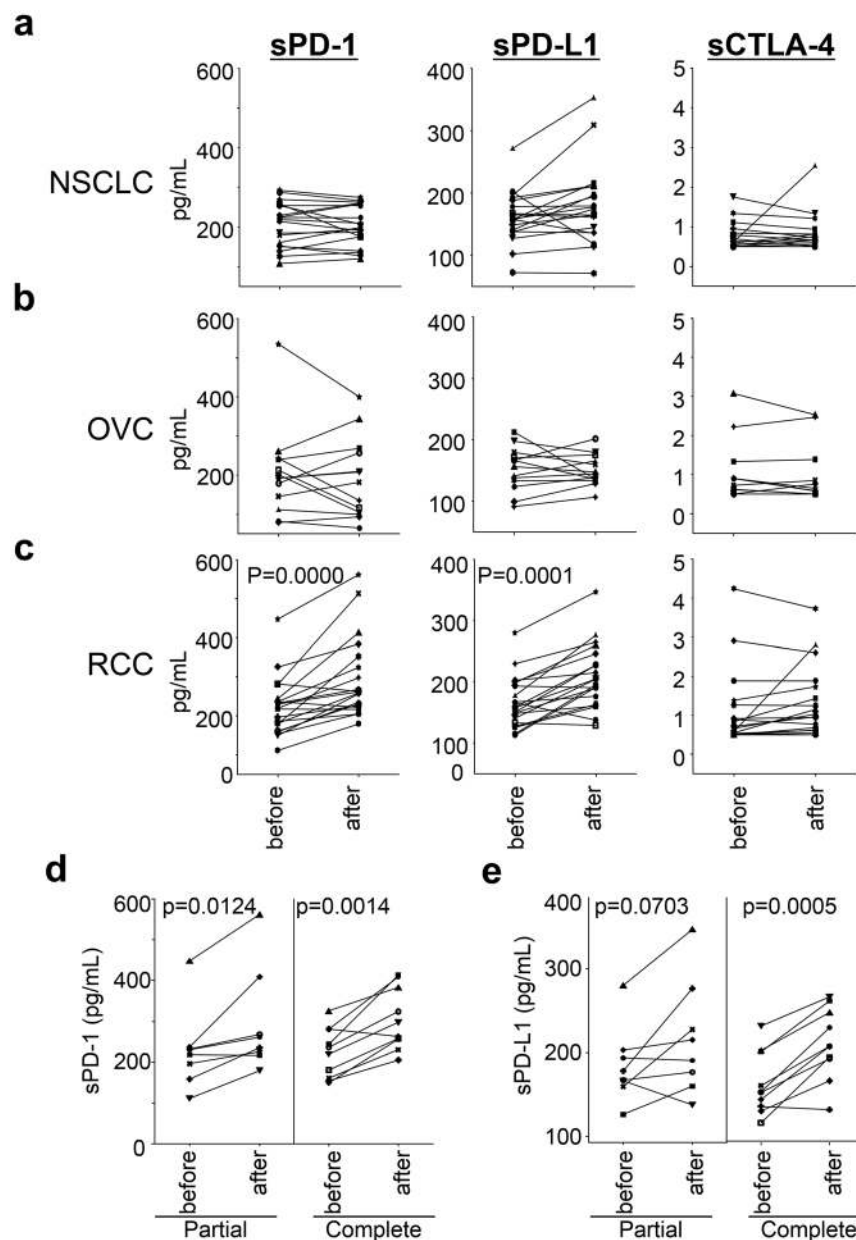 a
sPD-1 sPD-L1 sCTLA-4
600 400 5
4
400 300 3
NSCLC pg/mL 200 2
200 100 1
0
b
600 400 5
4
400 300 3
OVC pg/mL 200 2
200 100 1
0 0 0
c
600 400 5
P=0.0000 P=0.0001
4
400 300 3
RCC pg/mL 200 2
200 100 1
0 0 0
before after before after before after
d e
600 400
p=0.0124 p=0.0014 p=0.0703 p=0.0005
400 300
sPD-1 (pg/mL) sPD-L1 (pg/mL)
200 200
0 100
before after before after before after before after
Partial Complete Partial Complete